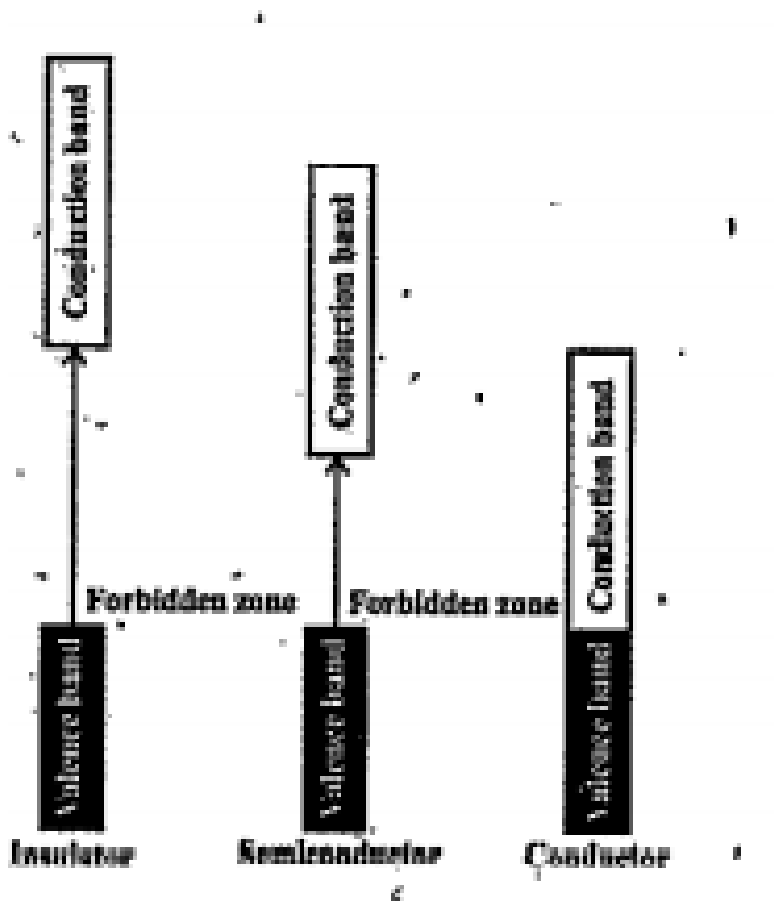 Conduction band
Conduction band
Conduction band
Forbidden zone
Forbidden zone
Valence band
Valence band
Valence band
Insulator
Semiconductor
Conductor